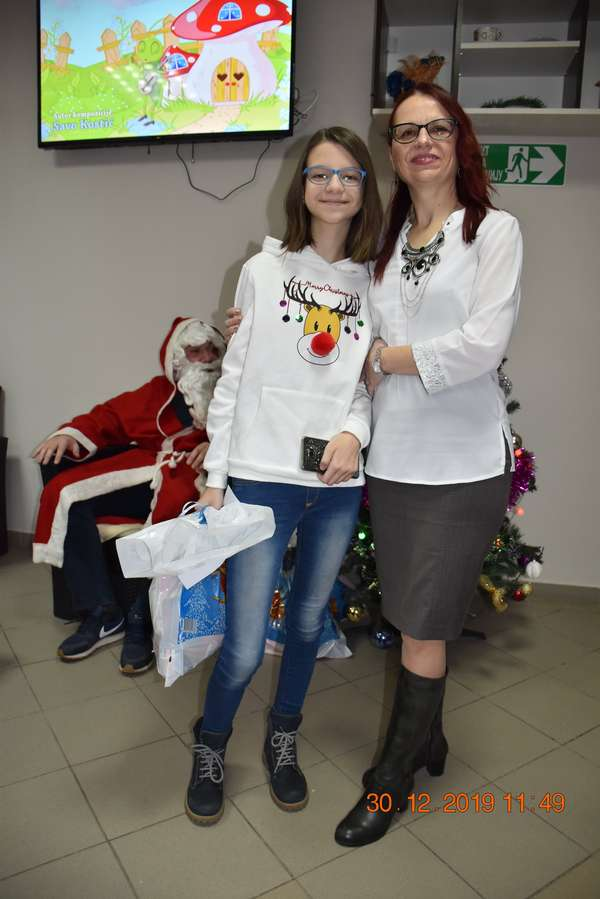 Autor kompozicije
Savo Kostić
Merry Christmas
30. 12. 2019 11:49